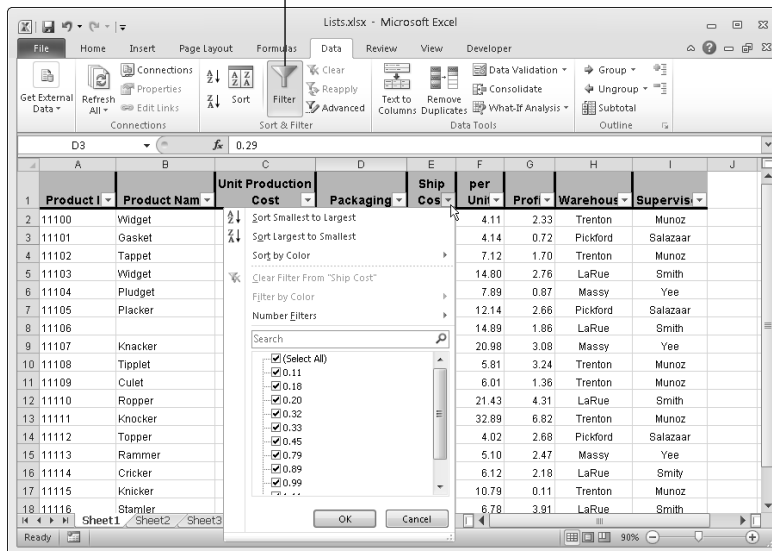 Lists.xlsx - Microsoft Excel
File Home Insert Page Layout Formulas Data Review View Developer
Get External Data
Refresh All
Connections
Properties
Edit Links
Connections
Sort
Filter
Clear
Reapply
Advanced
Sort & Filter
Text to Columns
Remove Duplicates
Data Validation
Consolidate
What-If Analysis
Data Tools
Group
Ungroup
Subtotal
Outline
D3 fx 0.29
A B C D E F G H I J
1 Product I Product Nam Unit Production Cost Packaging Ship Cos per Unit Profi Warehous Supervis
2 11100 Widget 4.11 2.33 Trenton Munoz
3 11101 Gasket 4.14 0.72 Pickford Salazaar
4 11102 Tappet 7.12 1.70 Trenton Munoz
5 11103 Widget 14.80 2.76 LaRue Smith
6 11104 Pludget 7.89 0.87 Massy Yee
7 11105 Placker 12.14 2.66 Pickford Salazaar
8 11106 14.89 1.86 LaRue Smith
9 11107 Knacker 20.98 3.08 Massy Yee
10 11108 Tipplet 5.81 3.24 Trenton Munoz
11 11109 Culet 6.01 1.36 Trenton Munoz
12 11110 Ropper 21.43 4.31 LaRue Smith
13 11111 Knocker 32.89 6.82 Trenton Munoz
14 11112 Topper 4.02 2.68 Pickford Salazaar
15 11113 Rammer 5.10 2.47 Massy Yee
16 11114 Cricker 6.12 2.18 LaRue Smity
17 11115 Knicker 10.79 0.11 Trenton Munoz
18 11116 Stamler 6.78 3.91 LaRue Smith
Sort Smallest to Largest
Sort Largest to Smallest
Sort by Color
Clear Filter From "Ship Cost"
Filter by Color
Number Filters
Search
(Select All)
0.11
0.18
0.20
0.32
0.33
0.45
0.79
0.89
0.99
OK Cancel
Sheet1 Sheet2 Sheet3
Ready 90%